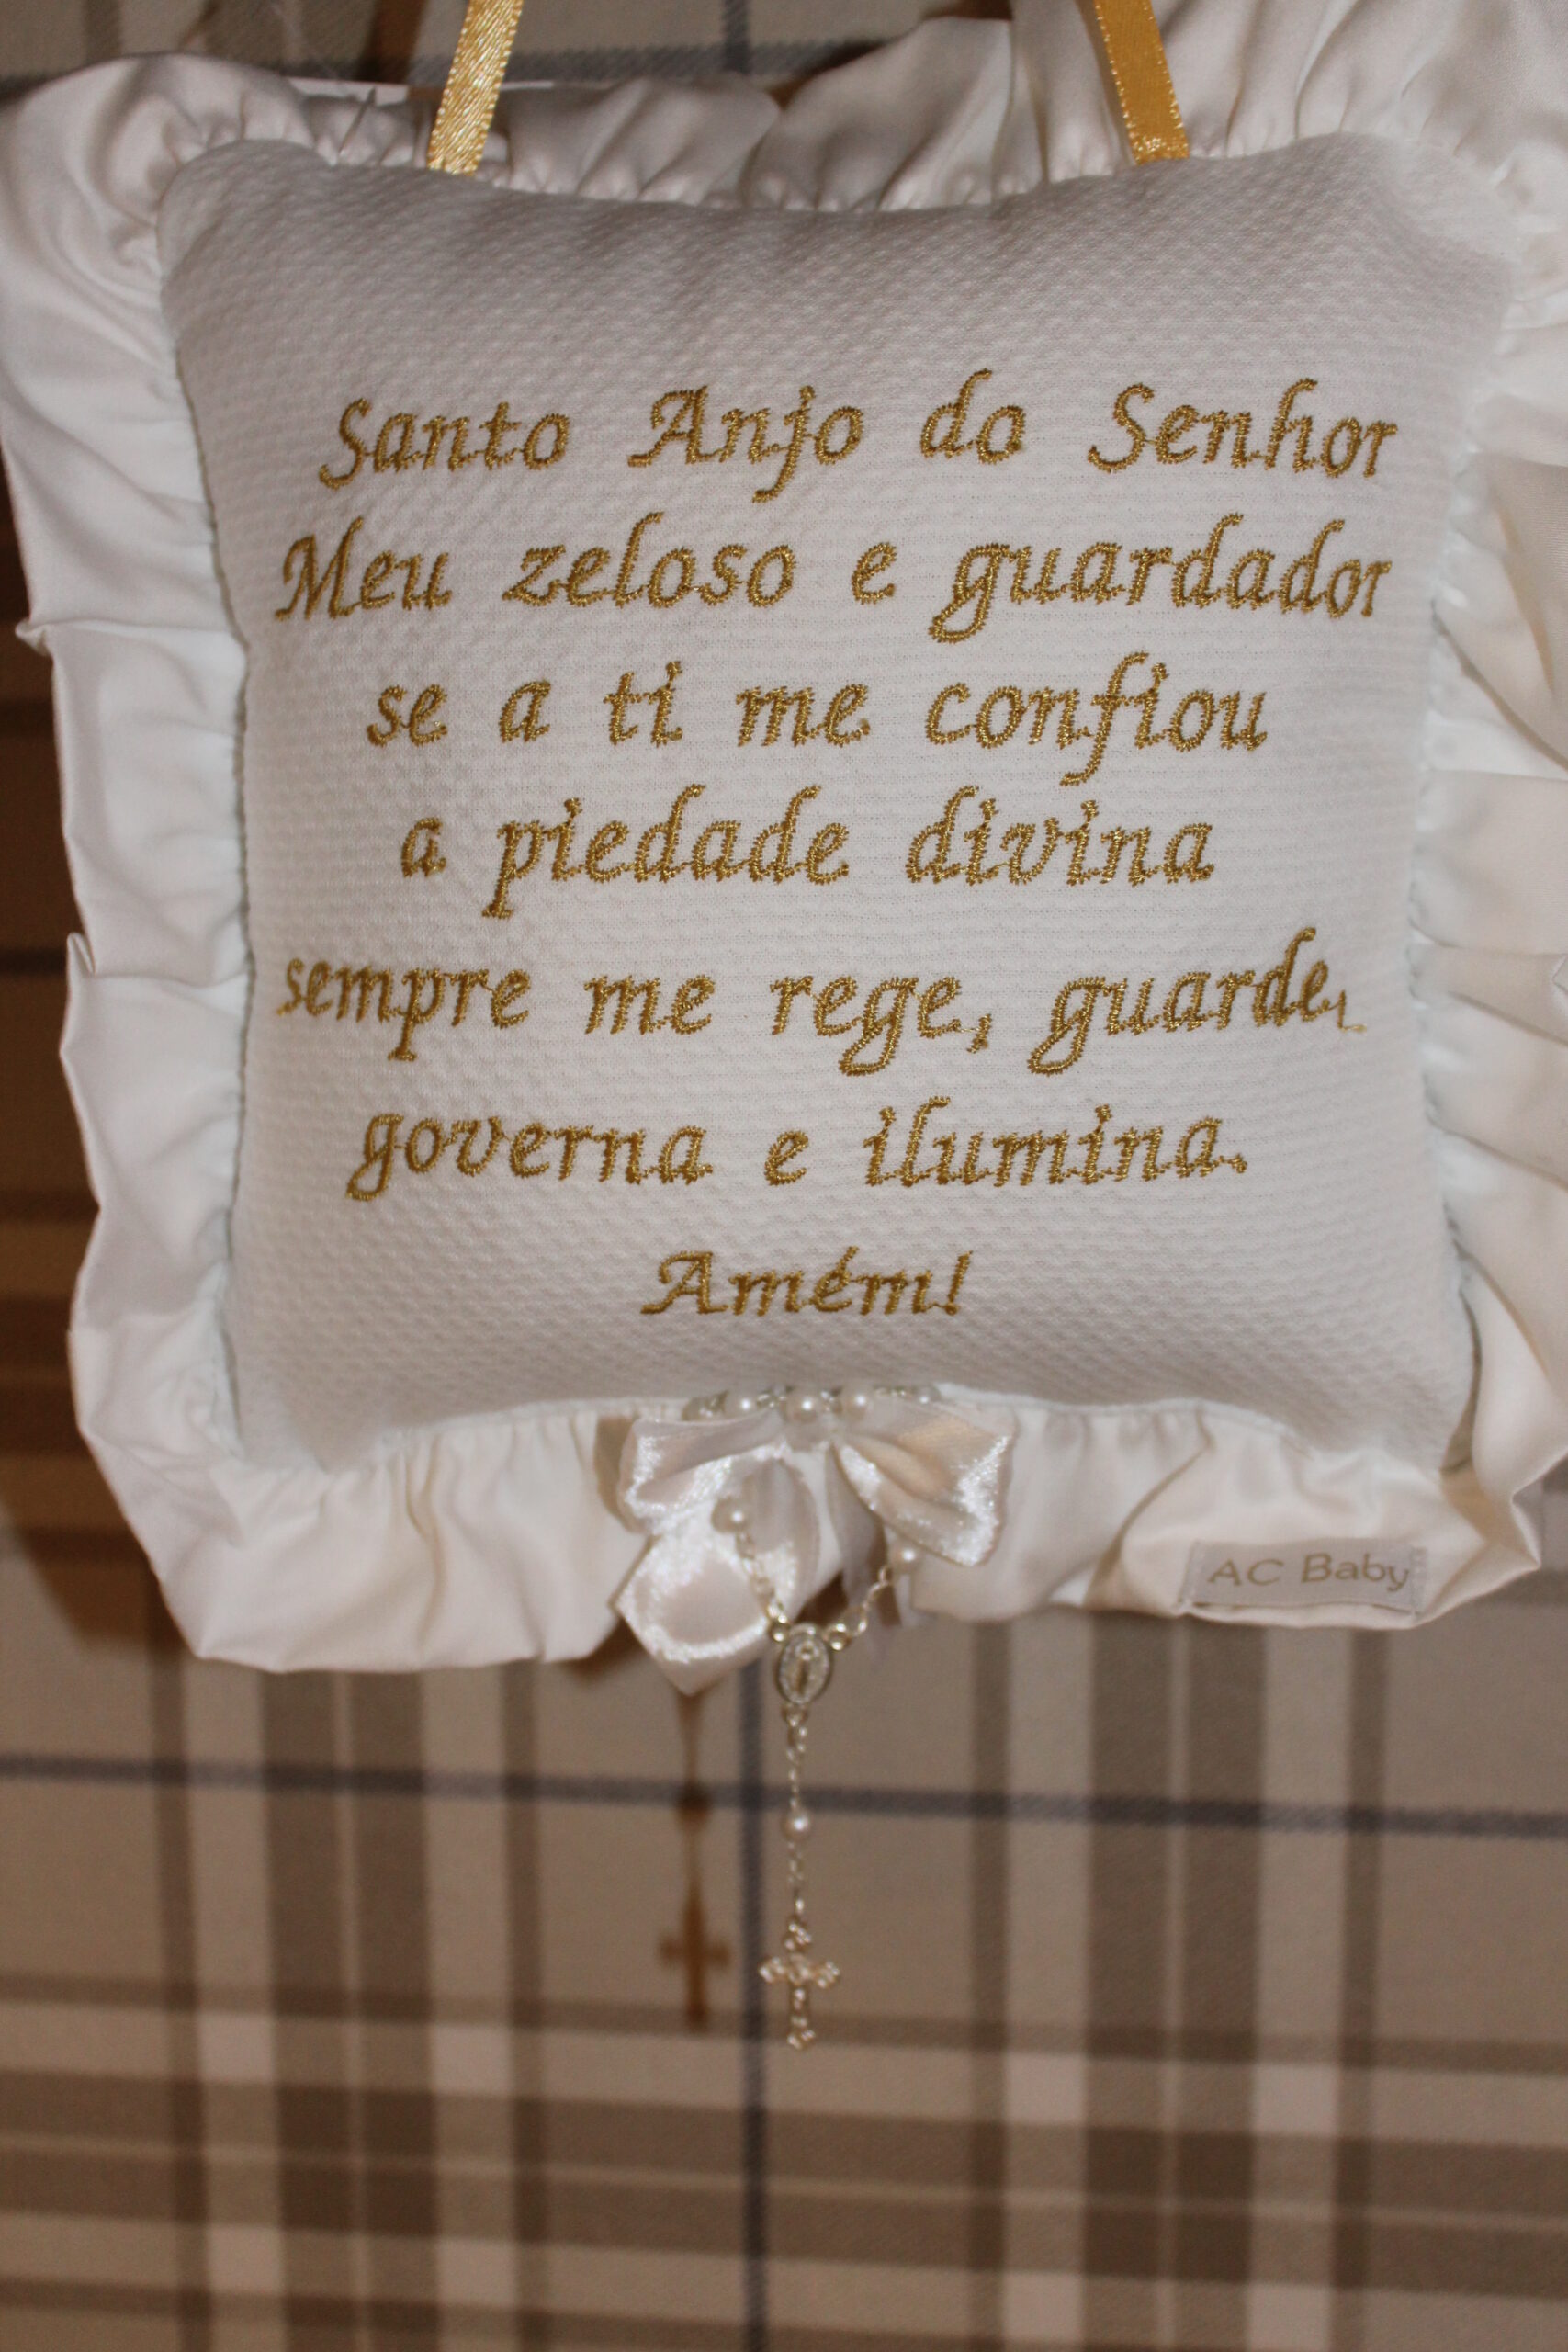 Santo Anjo do Senhor
Meu zeloso e guardador
se a ti me confiou
a piedade divina
sempre me rege, guarde,
governa e ilumina.
Amém!
AC Baby